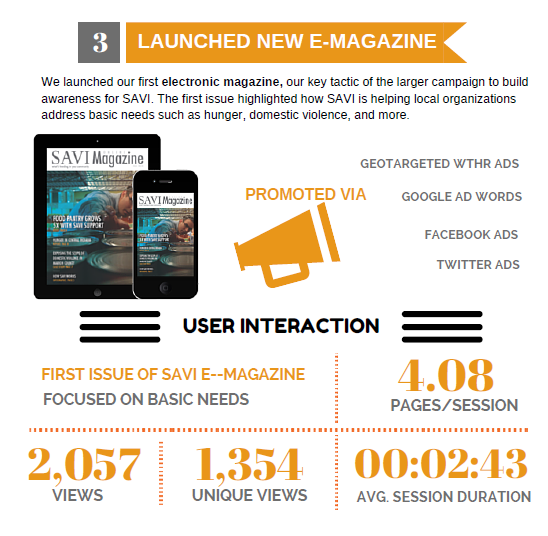 3 LAUNCHED NEW E-MAGAZINE
We launched our first electronic magazine, our key tactic of the larger campaign to build
awareness for SAVI. The first issue highlighted how SAVI is helping local organizations
address basic needs such as hunger, domestic violence, and more.
SAVI Magazine
FOOD PANTRY GROWS
5X WITH SAVI SUPPORT
SAVI Magazine
FOOD PANTRY GROWS
PROMOTED VIA
GEOTARGETED WTHR ADS
GOOGLE AD WORDS
FACEBOOK ADS
TWITTER ADS
USER INTERACTION
FIRST ISSUE OF SAVI E--MAGAZINE
FOCUSED ON BASIC NEEDS
4.08
PAGES/SESSION
2,057
VIEWS
1,354
UNIQUE VIEWS
00:02:43
AVG. SESSION DURATION